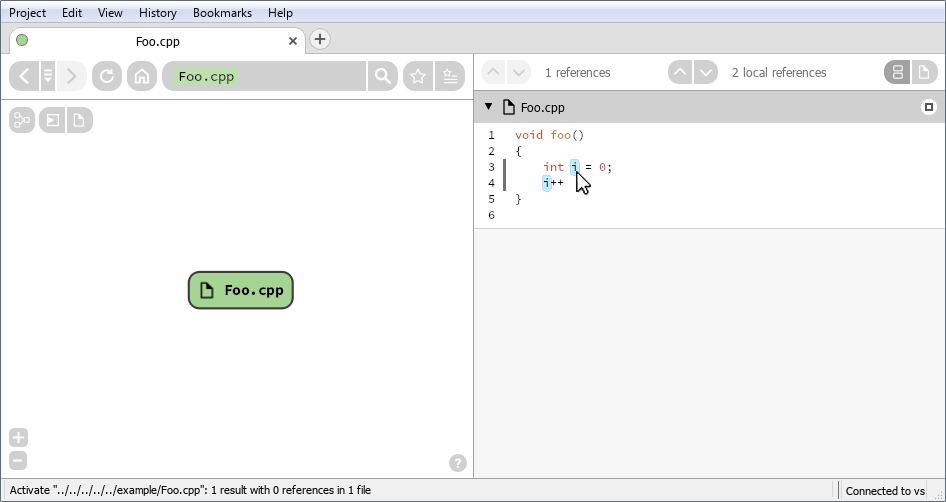 Project Edit View History Bookmarks Help
Foo.cpp
Foo.cpp
1 references 2 local references
Foo.cpp
1 void foo()
2 {
3 int i = 0;
4 i++
5 }
6
Foo.cpp
?
Activate "../../../../../example/Foo.cpp": 1 result with 0 references in 1 file
Connected to vs